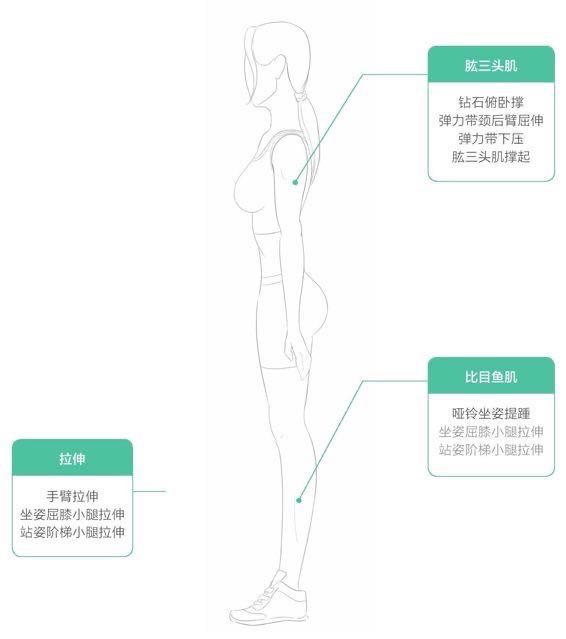 肱三头肌
钻石俯卧撑
弹力带颈后臂屈伸
弹力带下压
肱三头肌撑起
比目鱼肌
哑铃坐姿提踵
坐姿屈膝小腿拉伸
站姿阶梯小腿拉伸
拉伸
手臂拉伸
坐姿屈膝小腿拉伸
站姿阶梯小腿拉伸